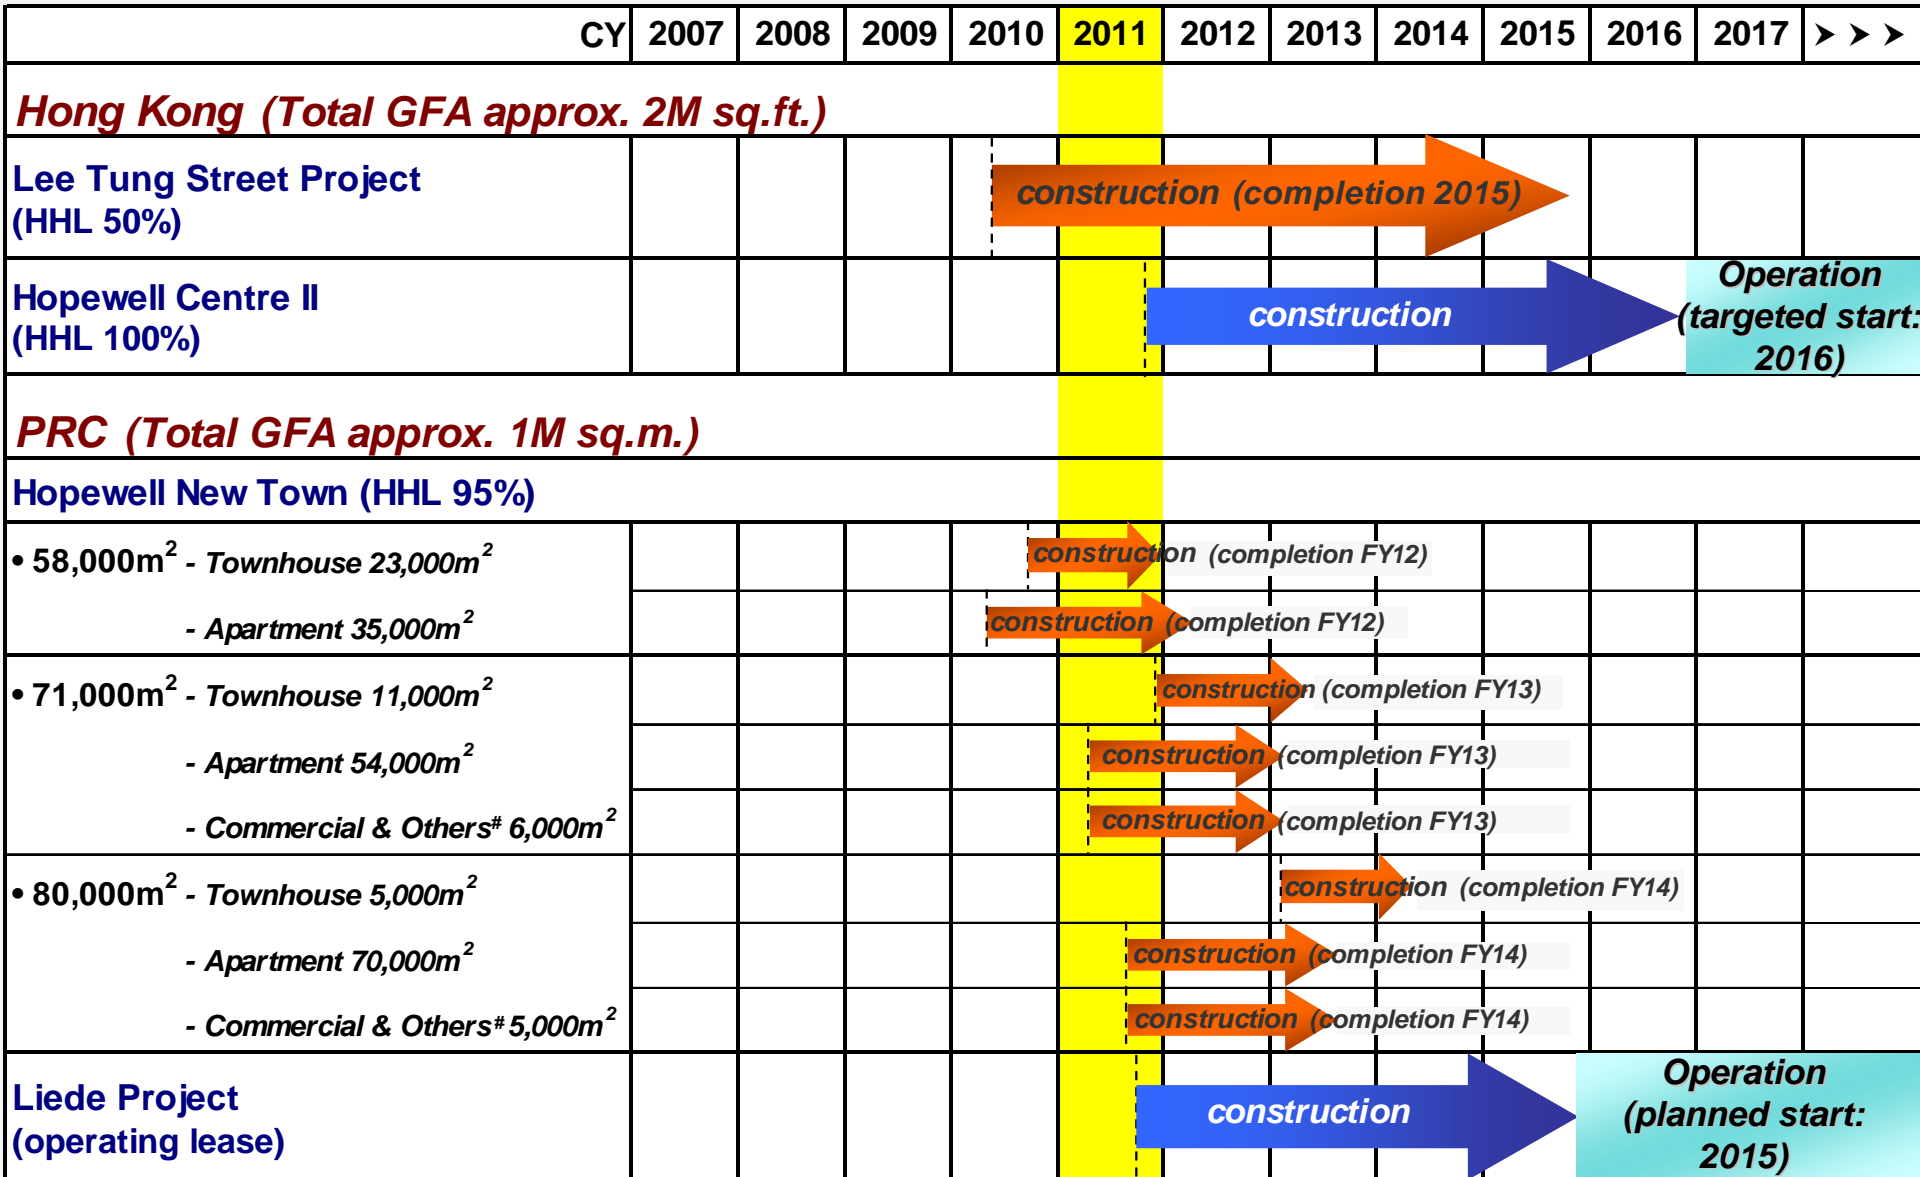 CY 2007 2008 2009 2010 2011 2012 2013 2014 2015 2016 2017 ➤ ➤ ➤
Hong Kong (Total GFA approx. 2M sq.ft.)
Lee Tung Street Project
(HHL 50%)
construction (completion 2015)
Hopewell Centre II
(HHL 100%)
construction
Operation
(targeted start:
2016)
PRC (Total GFA approx. 1M sq.m.)
Hopewell New Town (HHL 95%)
• 58,000m² - Townhouse 23,000m² construction (completion FY12)
- Apartment 35,000m² construction (completion FY12)
• 71,000m² - Townhouse 11,000m² construction (completion FY13)
- Apartment 54,000m² construction (completion FY13)
- Commercial & Others# 6,000m² construction (completion FY13)
• 80,000m² - Townhouse 5,000m² construction (completion FY14)
- Apartment 70,000m² construction (completion FY14)
- Commercial & Others# 5,000m² construction (completion FY14)
Liede Project
(operating lease)
construction
Operation
(planned start:
2015)